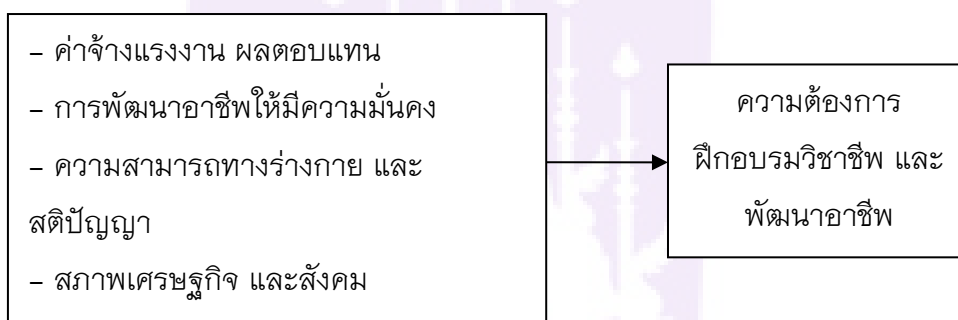 – ค่าจ้างแรงงาน ผลตอบแทน
– การพัฒนาอาชีพให้มีความมั่นคง
– ความสามารถทางร่างกาย และ
สติปัญญา
– สภาพเศรษฐกิจ และสังคม
ความต้องการ
ฝึกอบรมวิชาชีพ และ
พัฒนาอาชีพ